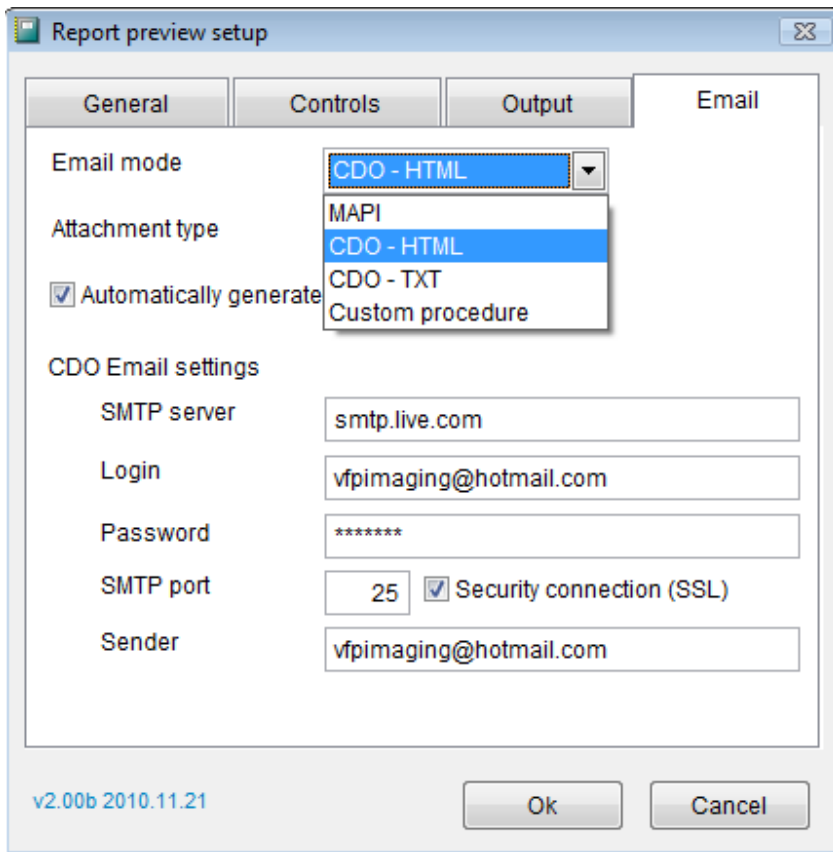 Report preview setup
General Controls Output Email
Email mode CDO - HTML
MAPI
Attachment type
CDO - HTML
CDO - TXT
Automatically generate
Custom procedure
CDO Email settings
SMTP server smtp.live.com
Login vfpimaging@hotmail.com
Password *******
SMTP port 25 Security connection (SSL)
Sender vfpimaging@hotmail.com
v2.00b 2010.11.21 Ok Cancel